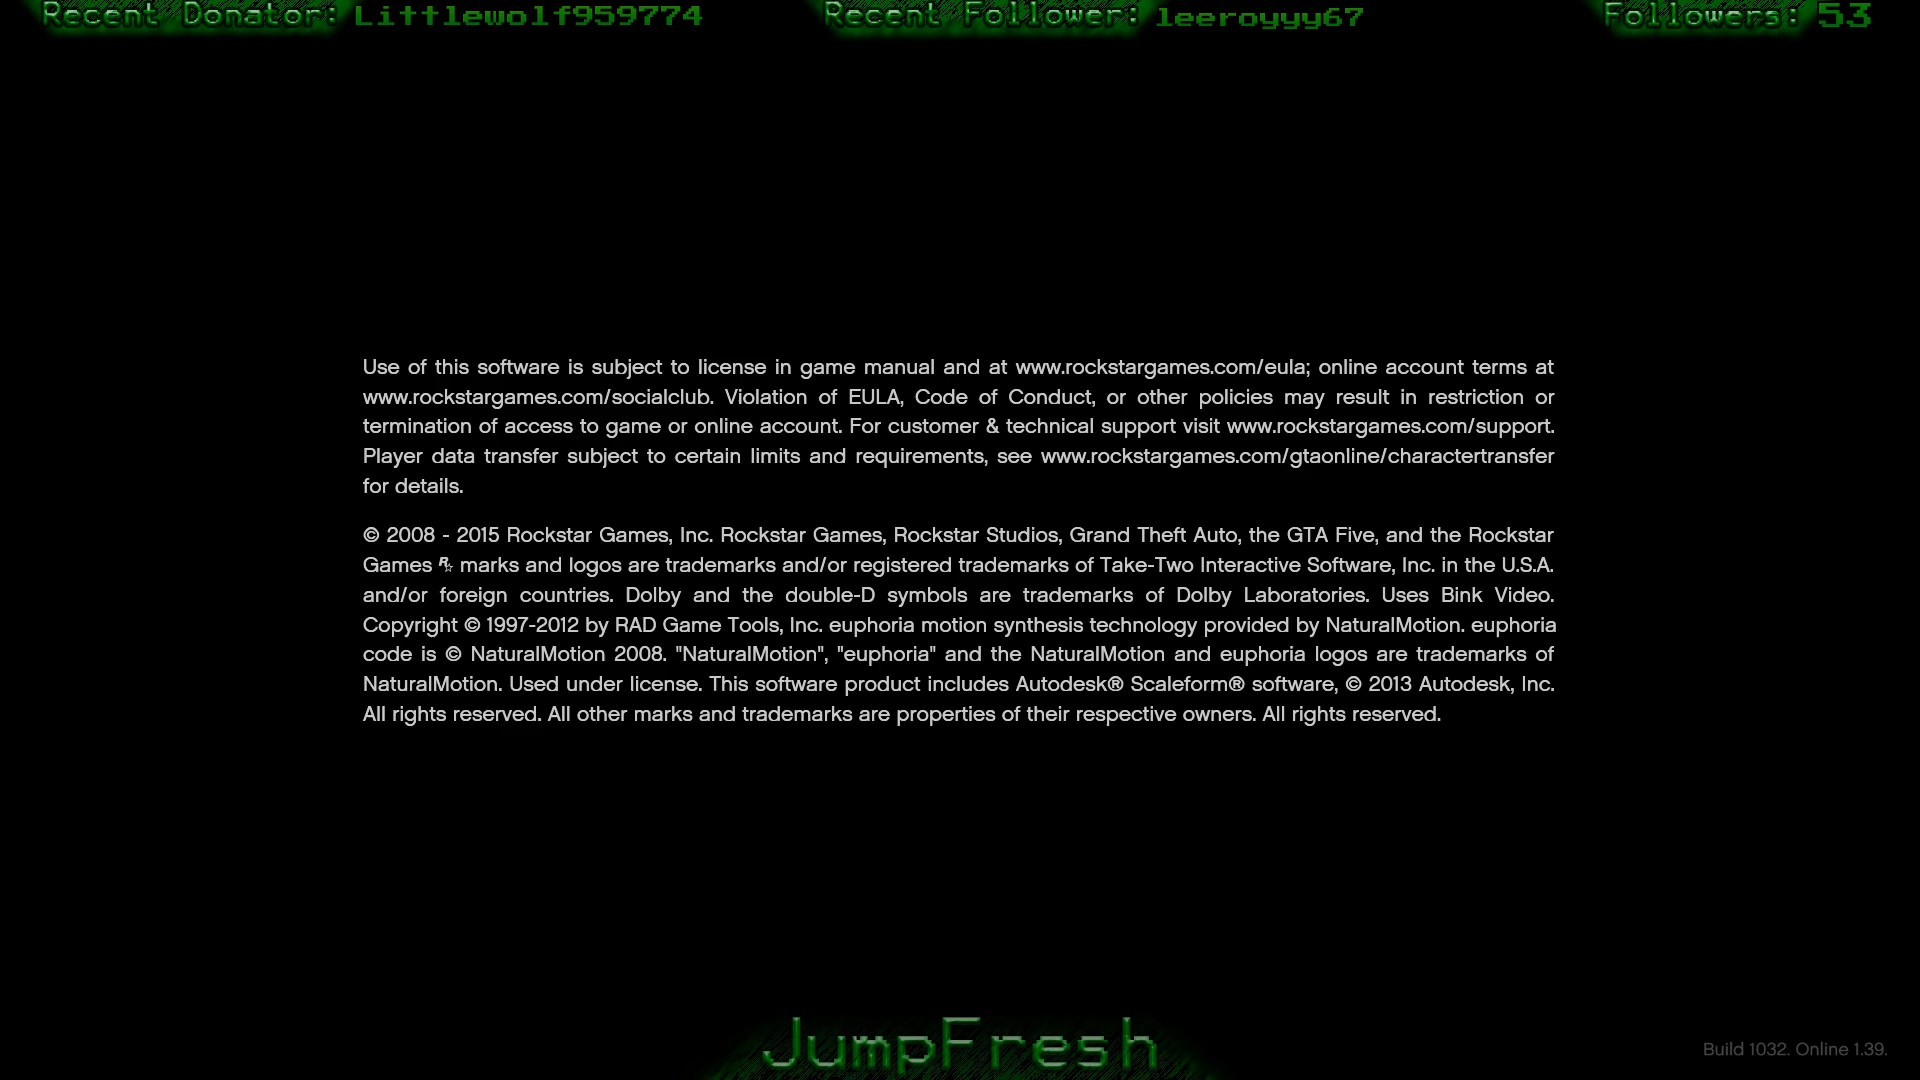 Recent Donator: Littlewolf959774 Recent Follower: leeroyyy67 Followers: 53
Use of this software is subject to license in game manual and at www.rockstargames.com/eula; online account terms at
www.rockstargames.com/socialclub. Violation of EULA, Code of Conduct, or other policies may result in restriction or
termination of access to game or online account. For customer & technical support visit www.rockstargames.com/support.
Player data transfer subject to certain limits and requirements, see www.rockstargames.com/gtaonline/charactertransfer
for details.
© 2008 - 2015 Rockstar Games, Inc. Rockstar Games, Rockstar Studios, Grand Theft Auto, the GTA Five, and the Rockstar
Games R☆ marks and logos are trademarks and/or registered trademarks of Take-Two Interactive Software, Inc. in the U.S.A.
and/or foreign countries. Dolby and the double-D symbols are trademarks of Dolby Laboratories. Uses Bink Video.
Copyright © 1997-2012 by RAD Game Tools, Inc. euphoria motion synthesis technology provided by NaturalMotion. euphoria
code is © NaturalMotion 2008. "NaturalMotion", "euphoria" and the NaturalMotion and euphoria logos are trademarks of
NaturalMotion. Used under license. This software product includes Autodesk® Scaleform® software, © 2013 Autodesk, Inc.
All rights reserved. All other marks and trademarks are properties of their respective owners. All rights reserved.
JumpFresh
Build 1032. Online 1.39.